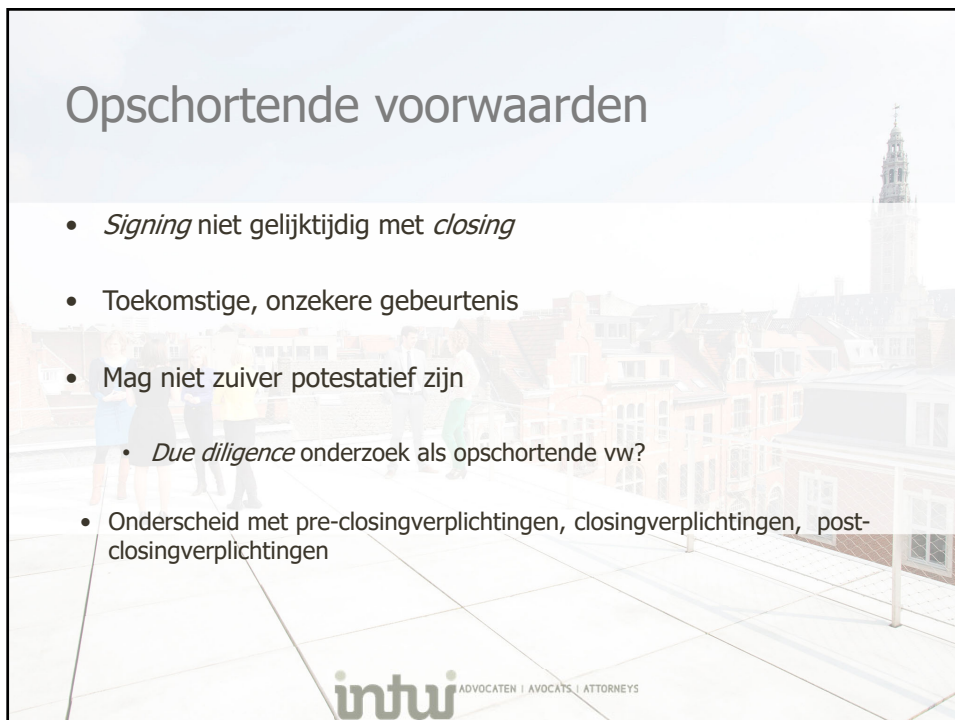 Opschortende voorwaarden
• Signing niet gelijktijdig met closing
• Toekomstige, onzekere gebeurtenis
• Mag niet zuiver potestatief zijn
• Due diligence onderzoek als opschortende vw?
• Onderscheid met pre-closingverplichtingen, closingverplichtingen, post-
closingverplichtingen
intui ADVOCATEN | AVOCATS | ATTORNEYS